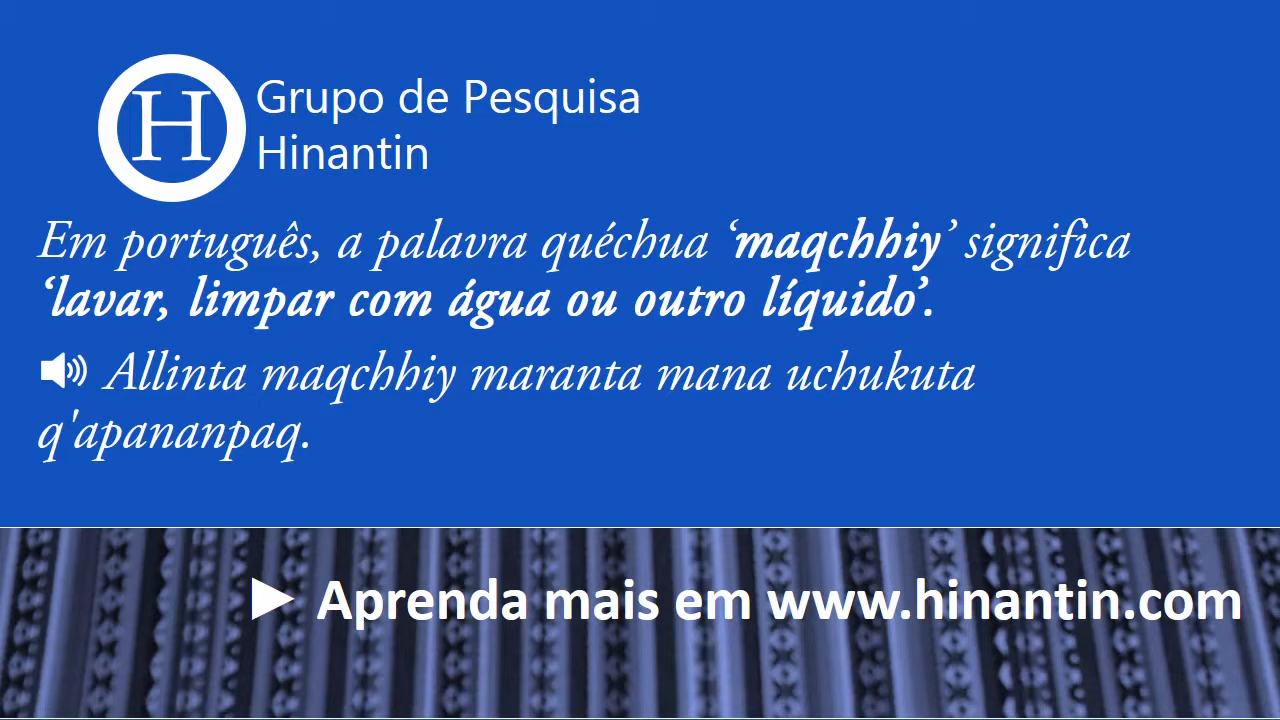 H
Grupo de Pesquisa
Hinantin
Em português, a palavra quéchua ‘maqchhiy’ significa
‘lavar, limpar com água ou outro líquido’.
Allinta maqchhiy maranta mana uchukuta
q'apananpaq.
Aprenda mais em www.hinantin.com